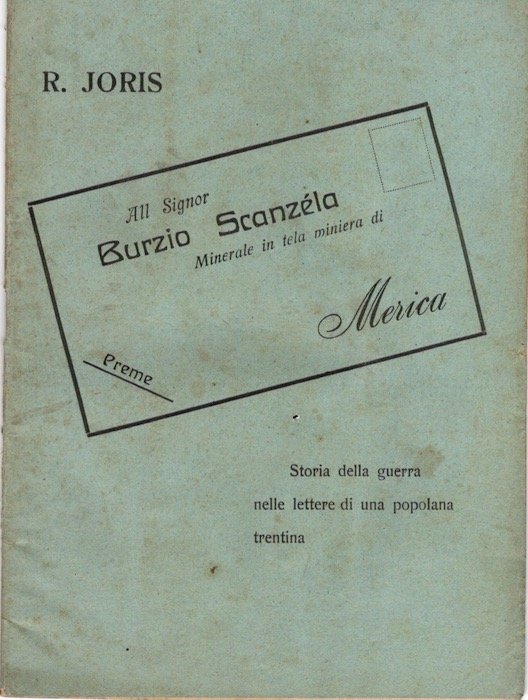 R. JORIS
All Signor
Burzio Scanzéla
Minerale in tela miniera di
Merica
Preme
Storia della guerra
nelle lettere di una popolana
trentina